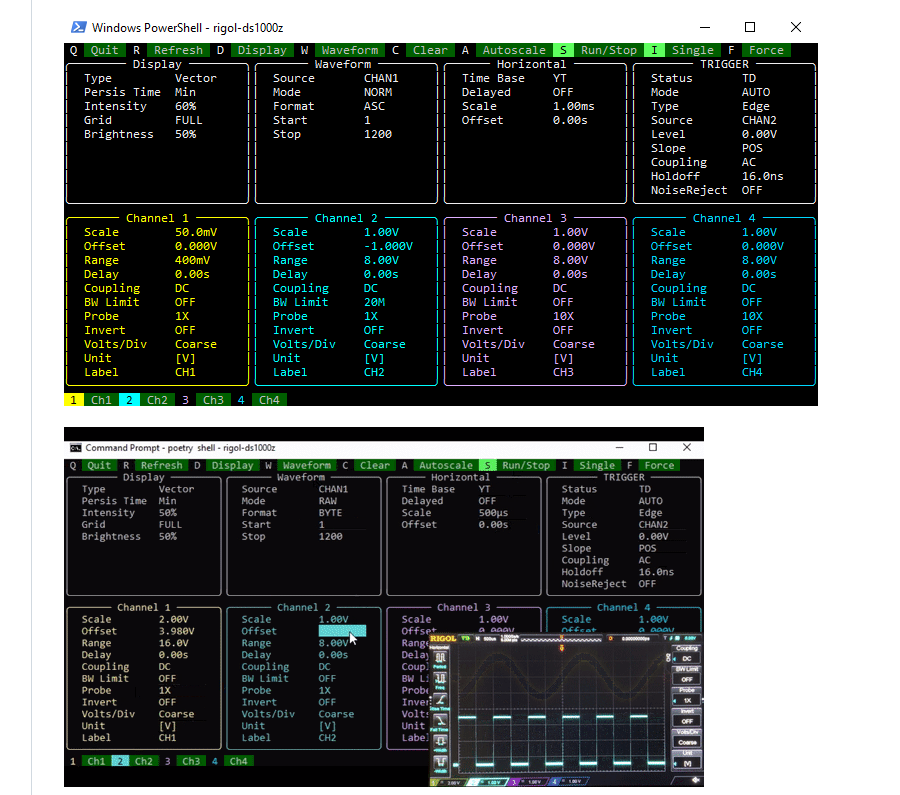 Windows PowerShell - rigol-ds1000z
Q Quit R Refresh D Display W Waveform C Clear A Autoscale S Run/Stop I Single F Force
Display Waveform Horizontal TRIGGER
Type Vector Source CHAN1 Time Base YT Status TD
Persis Time Min Mode NORM Delayed OFF Mode AUTO
Intensity 60% Format ASC Scale 1.00ms Type Edge
Grid FULL Start 1 Offset 0.00s Source CHAN2
Brightness 50% Stop 1200 Level 0.00V
Slope POS
Coupling AC
Holdoff 16.0ns
NoiseReject OFF
Channel 1 Channel 2 Channel 3 Channel 4
Scale 50.0mV Scale 1.00V Scale 1.00V Scale 1.00V
Offset 0.000V Offset -1.000V Offset 0.000V Offset 0.000V
Range 400mV Range 8.00V Range 8.00V Range 8.00V
Delay 0.00s Delay 0.00s Delay 0.00s Delay 0.00s
Coupling DC Coupling DC Coupling DC Coupling DC
BW Limit OFF BW Limit 20M BW Limit OFF BW Limit OFF
Probe 1X Probe 1X Probe 10X Probe 10X
Invert OFF Invert OFF Invert OFF Invert OFF
Volts/Div Coarse Volts/Div Coarse Volts/Div Coarse Volts/Div Coarse
Unit [V] Unit [V] Unit [V] Unit [V]
Label CH1 Label CH2 Label CH3 Label CH4
1 Ch1 2 Ch2 3 Ch3 4 Ch4
Command Prompt - poetry shell - rigol-ds1000z
Q Quit R Refresh D Display W Waveform C Clear A Autoscale S Run/Stop I Single F Force
Display Waveform Horizontal TRIGGER
Type Vector Source CHAN1 Time Base YT Status TD
Persis Time Min Mode RAW Delayed OFF Mode AUTO
Intensity 50% Format BYTE Scale 500µs Type Edge
Grid FULL Start 1 Offset 0.00s Source CHAN2
Brightness 50% Stop 1200 Level 0.00V
Slope POS
Coupling AC
Holdoff 16.0ns
NoiseReject OFF
Channel 1 Channel 2 Channel 3 Channel 4
Scale 2.00V Scale 1.00V Scale 1.00V Scale 1.00V
Offset 3.980V Offset Offset 0.000V Offset 0.000V
Range 16.0V Range 8.00V Range
Delay 0.00s Delay 0.00s Delay
Coupling DC Coupling DC
BW Limit OFF BW Limit OFF
Probe 1X Probe 1X
Invert OFF Invert OFF
Volts/Div Coarse Volts/Div Coarse
Unit [V] Unit [V] Unit
Label CH1 Label CH2 Label
1 Ch1 2 Ch2 3 Ch3 4 Ch4
RIGOL
Coupling
DC
BW Limit
OFF
Probe
1X
Invert
OFF
Volts/Div
Coarse
Unit
[V]